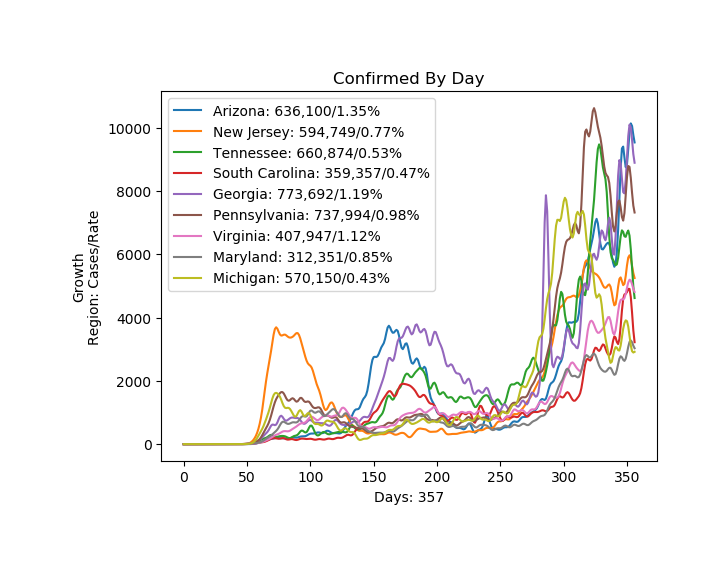 Confirmed By Day
Growth
Region: Cases/Rate
10000
8000
6000
4000
2000
0
Arizona: 636,100/1.35%
New Jersey: 594,749/0.77%
Tennessee: 660,874/0.53%
South Carolina: 359,357/0.47%
Georgia: 773,692/1.19%
Pennsylvania: 737,994/0.98%
Virginia: 407,947/1.12%
Maryland: 312,351/0.85%
Michigan: 570,150/0.43%
0 50 100 150 200 250 300 350
Days: 357